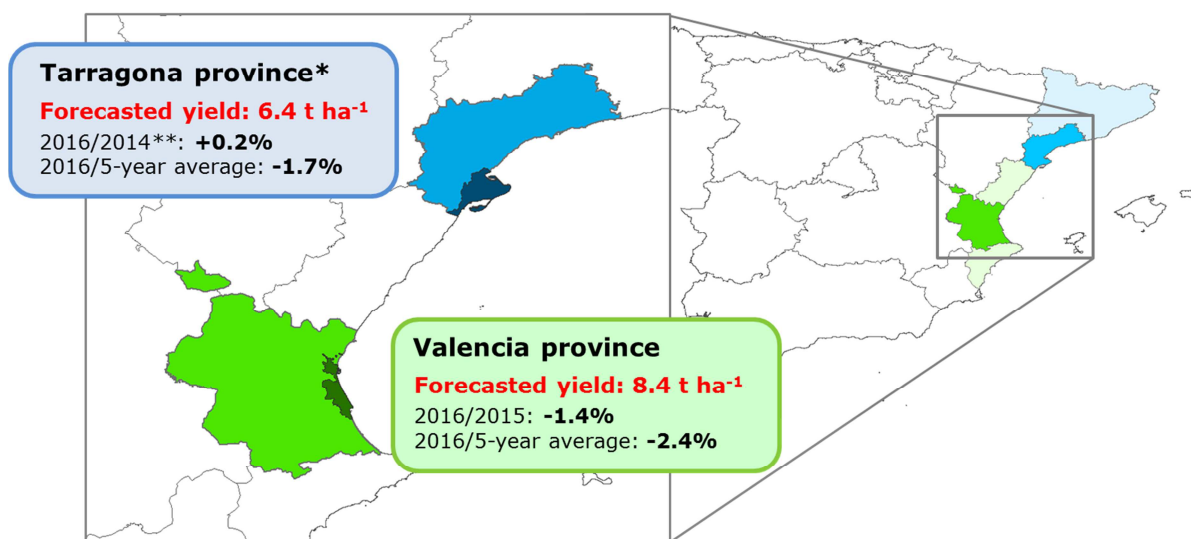 Tarragona province*
Forecasted yield: 6.4 t ha⁻¹
2016/2014**: +0.2%
2016/5-year average: -1.7%
Valencia province
Forecasted yield: 8.4 t ha⁻¹
2016/2015: -1.4%
2016/5-year average: -2.4%